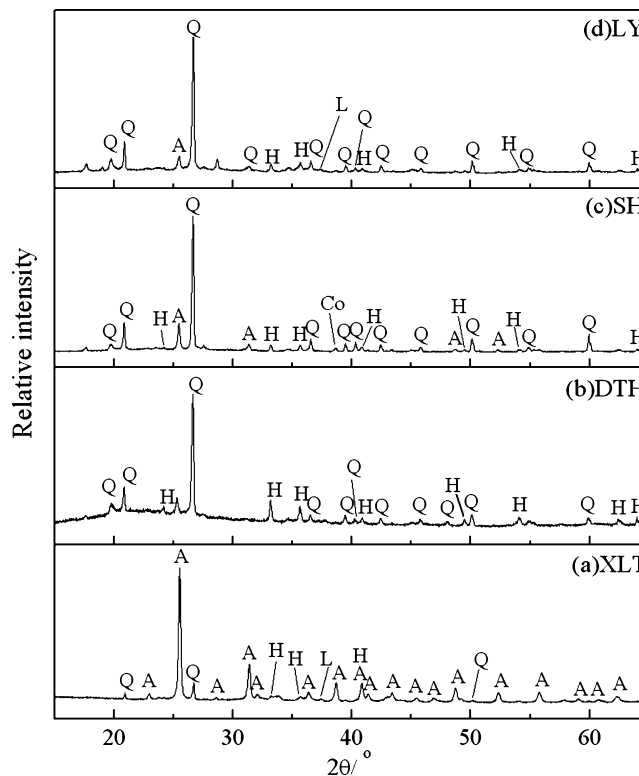 Q (d)LY
L Q
Q Q A Q H H Q Q H Q Q H Q Q Q H
Q (c)SH
Co H H H
Q Q H A A H H Q Q Q Q Q A Q A Q Q H
Q (b)DTH
Q H
Q Q H H H Q Q H Q Q Q Q H Q H H
A (a)XLT
H H L H Q
Q A Q A A A A A A A A A A A A A A A A
20 30 40 50 60
2θ/ °
Relative intensity